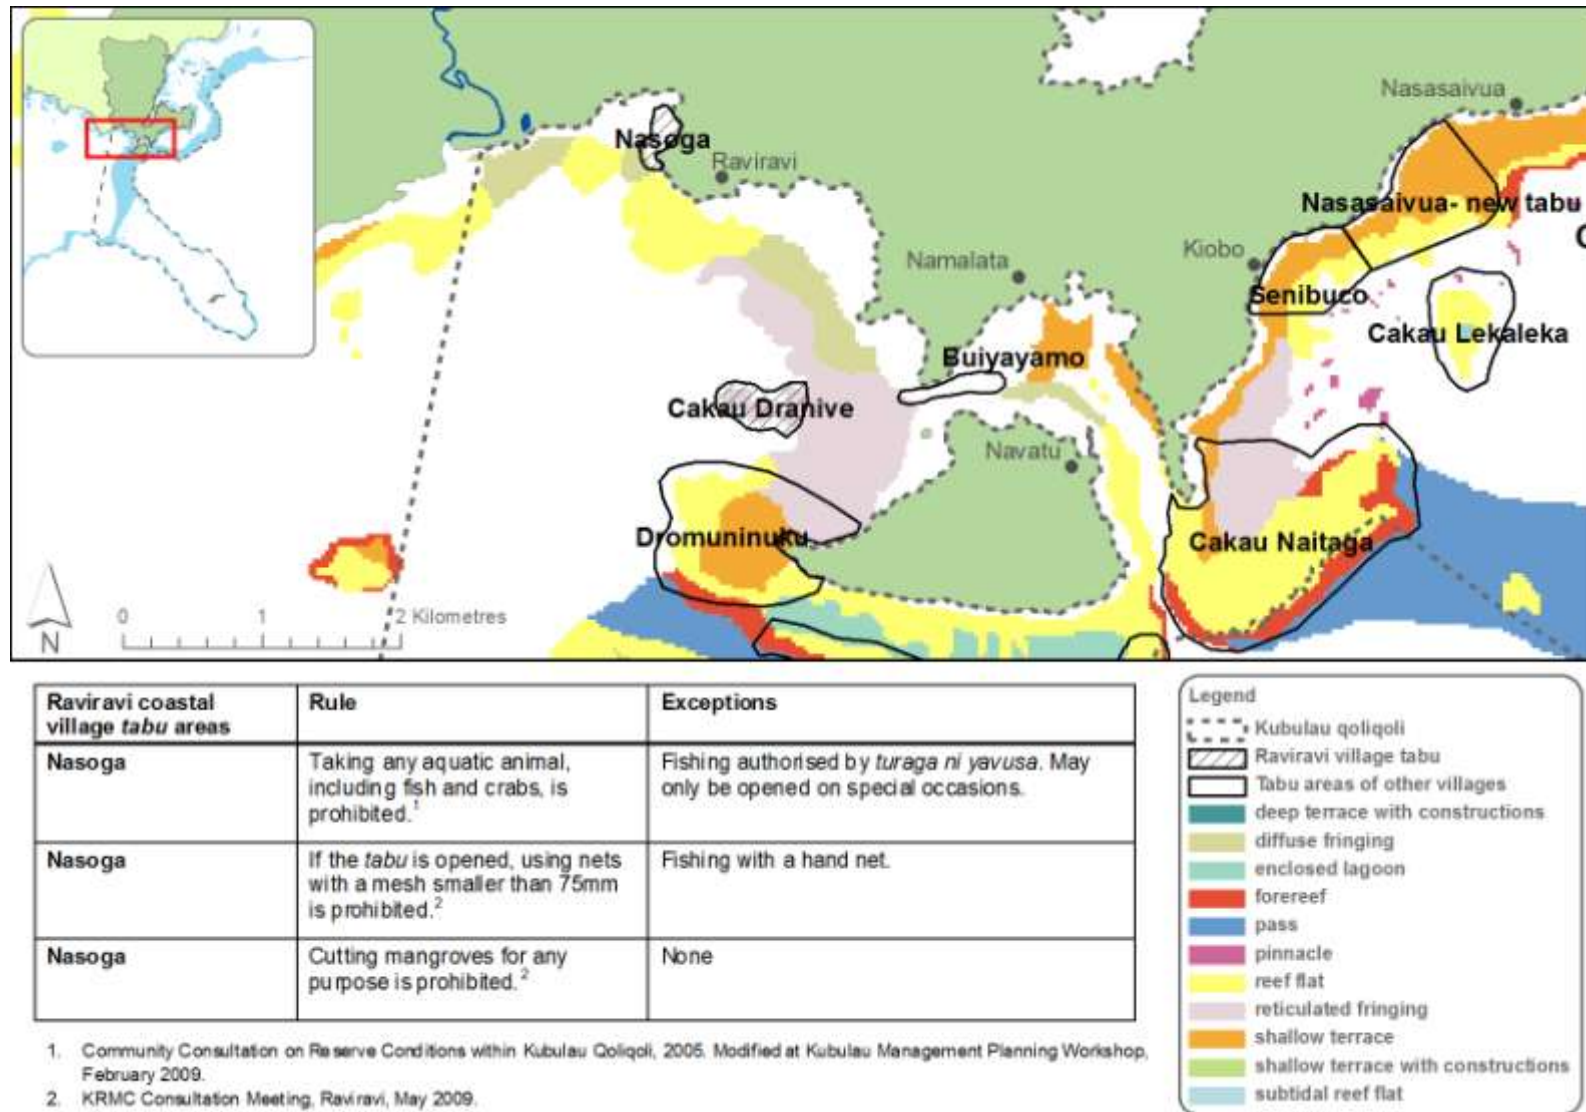 Nasasaivua
Nasoga
Raviravi
Nasasaivua- new tabu
C
Kiobo
Namalata
Senibuco
Cakau Lekaleka
Buiyayamo
Cakau Dranive
Navatu
Dromuninuku
Cakau Naitaga
N
0 1 2 Kilometres
Raviravi coastal village tabu areas
Rule
Exceptions
Nasoga
Taking any aquatic animal,
including fish and crabs, is
prohibited.1
Fishing authorised by turaga ni yavusa. May
only be opened on special occasions.
Nasoga
If the tabu is opened, using nets
with a mesh smaller than 75mm
is prohibited.2
Fishing with a hand net.
Nasoga
Cutting mangroves for any
purpose is prohibited.2
None
1. Community Consultation on Reserve Conditions within Kubulau Qoliqoli, 2005. Modified at Kubulau Management Planning Workshop,
February 2009.
2. KRMC Consultation Meeting, Raviravi, May 2009.
Legend
Kubulau qoliqoli
Raviravi village tabu
Tabu areas of other villages
deep terrace with constructions
diffuse fringing
enclosed lagoon
forereef
pass
pinnacle
reef flat
reticulated fringing
shallow terrace
shallow terrace with constructions
subtidal reef flat